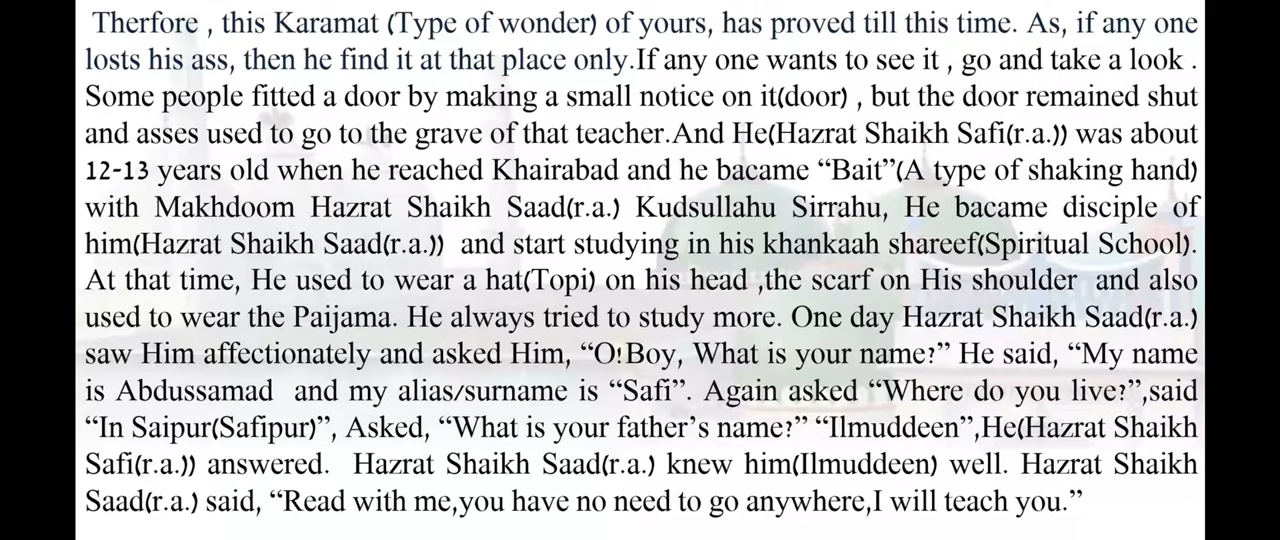 Therfore , this Karamat (Type of wonder) of yours, has proved till this time. As, if any one
losts his ass, then he find it at that place only.If any one wants to see it , go and take a look .
Some people fitted a door by making a small notice on it(door) , but the door remained shut
and asses used to go to the grave of that teacher.And He(Hazrat Shaikh Safi(r.a.)) was about
12-13 years old when he reached Khairabad and he bacame “Bait”(A type of shaking hand)
with Makhdoom Hazrat Shaikh Saad(r.a.) Kudsullahu Sirrahu, He bacame disciple of
him(Hazrat Shaikh Saad(r.a.)) and start studying in his khankaah shareef(Spiritual School).
At that time, He used to wear a hat(Topi) on his head ,the scarf on His shoulder and also
used to wear the Paijama. He always tried to study more. One day Hazrat Shaikh Saad(r.a.)
saw Him affectionately and asked Him, “O!Boy, What is your name?” He said, “My name
is Abdussamad and my alias/surname is “Safi”. Again asked “Where do you live?”,said
“In Saipur(Safipur)”, Asked, “What is your father’s name?” “Ilmuddeen”,He(Hazrat Shaikh
Safi(r.a.)) answered. Hazrat Shaikh Saad(r.a.) knew him(Ilmuddeen) well. Hazrat Shaikh
Saad(r.a.) said, “Read with me,you have no need to go anywhere,I will teach you.”